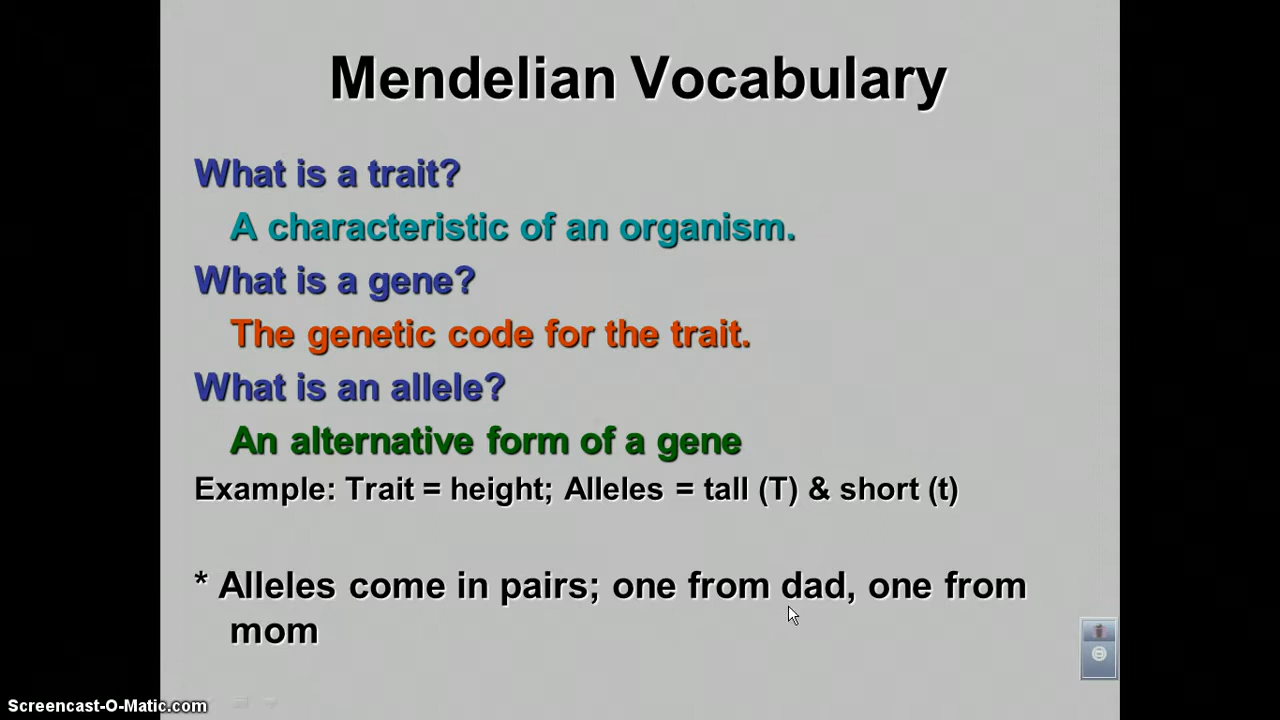 Mendelian Vocabulary
What is a trait?
A characteristic of an organism.
What is a gene?
The genetic code for the trait.
What is an allele?
An alternative form of a gene
Example: Trait = height; Alleles = tall (T) & short (t)
* Alleles come in pairs; one from dad, one from
mom
Screencast-O-Matic.com